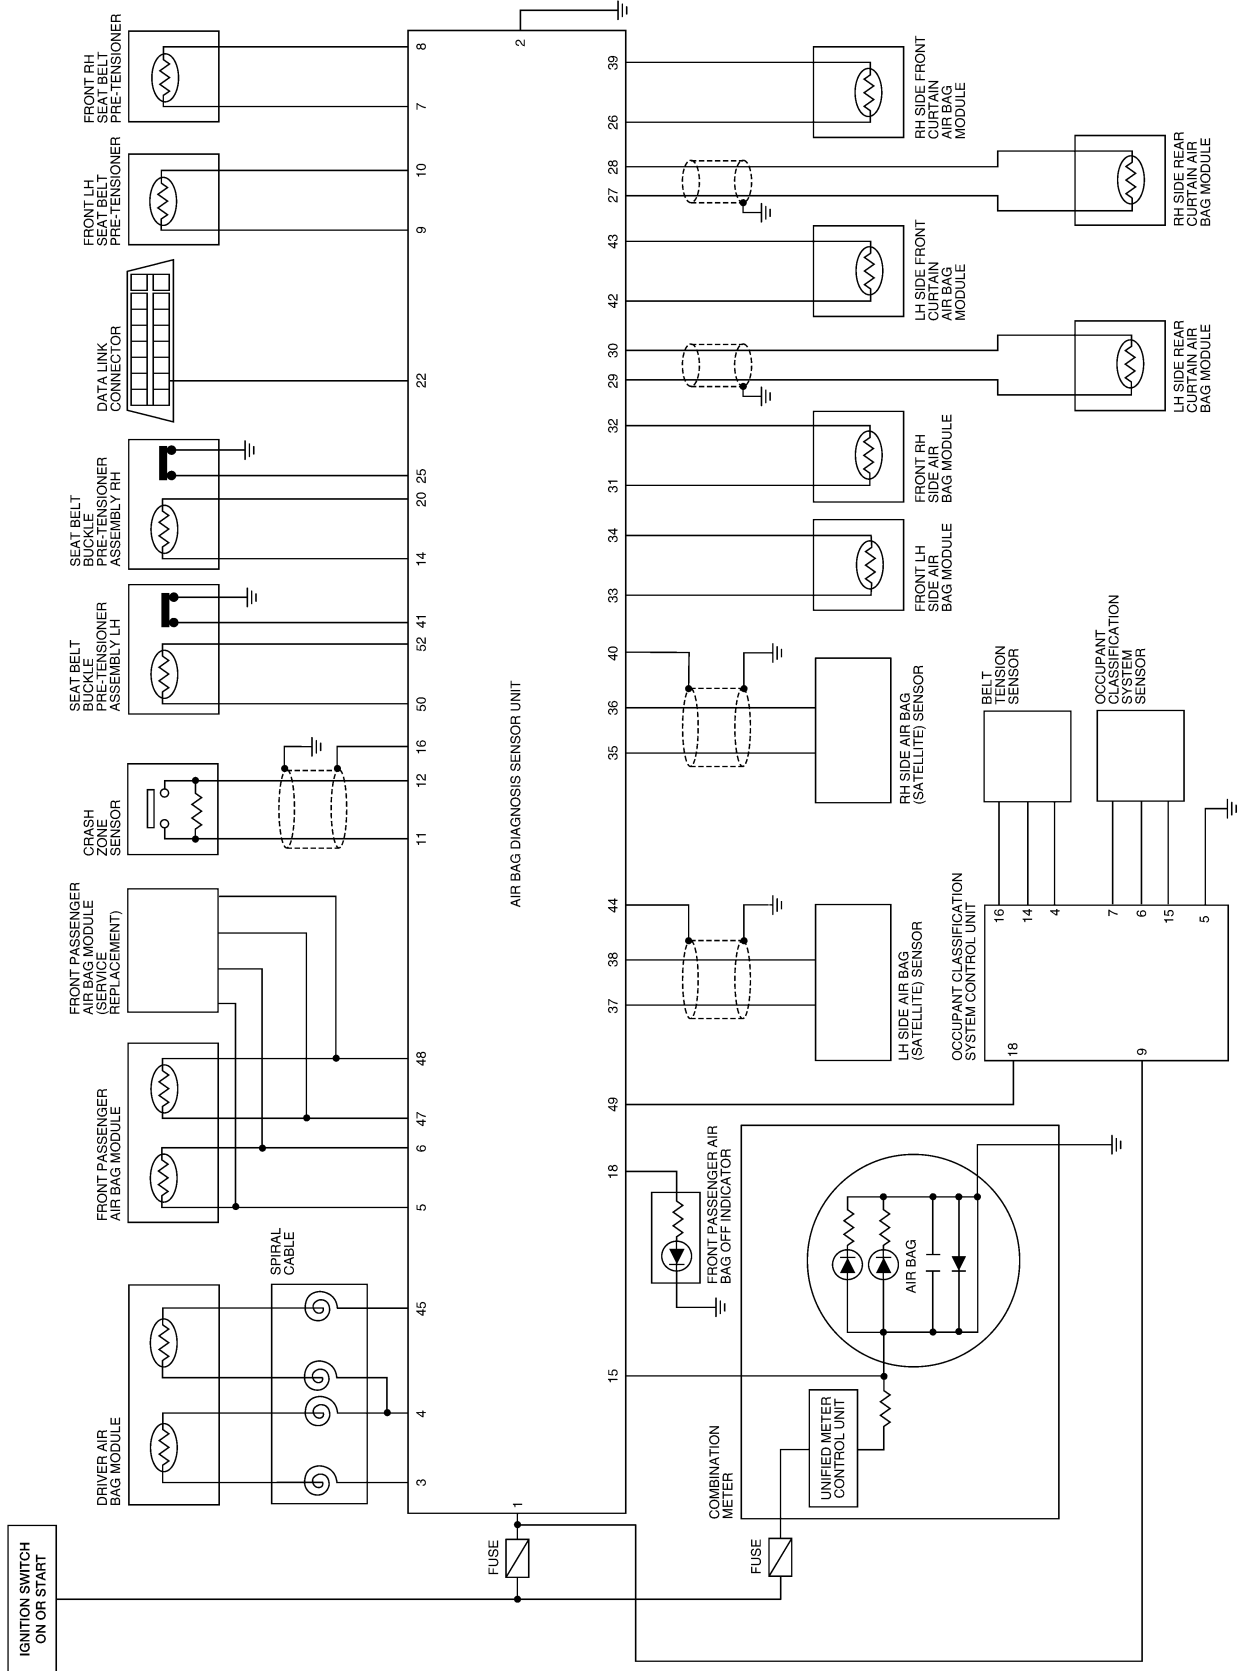 IGNITION SWITCH
ON OR START
FUSE
FUSE
DRIVER AIR
BAG MODULE
SPIRAL
CABLE
FRONT PASSENGER
AIR BAG MODULE
FRONT PASSENGER
AIR BAG MODULE
(SERVICE
REPLACEMENT)
CRASH
ZONE
SENSOR
SEAT BELT
BUCKLE
PRE-TENSIONER
ASSEMBLY LH
SEAT BELT
BUCKLE
PRE-TENSIONER
ASSEMBLY RH
DATA LINK
CONNECTOR
FRONT LH
SEAT BELT
PRE-TENSIONER
FRONT RH
SEAT BELT
PRE-TENSIONER
3
4
45
5
6
47
48
11
12
16
50
52
41
14
20
25
22
9
10
7
8
1
AIR BAG DIAGNOSIS SENSOR UNIT
2
15
18
49
37
38
44
35
36
40
33
34
31
32
29
30
42
43
27
28
26
39
COMBINATION
METER
UNIFIED METER
CONTROL UNIT
AIR BAG
FRONT PASSENGER AIR
BAG OFF INDICATOR
LH SIDE AIR BAG
(SATELLITE) SENSOR
RH SIDE AIR BAG
(SATELLITE) SENSOR
FRONT LH
SIDE AIR
BAG MODULE
FRONT RH
SIDE AIR
BAG MODULE
LH SIDE FRONT
CURTAIN
AIR BAG
MODULE
RH SIDE FRONT
CURTAIN
AIR BAG
MODULE
OCCUPANT CLASSIFICATION
SYSTEM CONTROL UNIT
18
9
16
14
4
7
6
15
5
BELT
TENSION
SENSOR
OCCUPANT
CLASSIFICATION
SYSTEM
SENSOR
LH SIDE REAR
CURTAIN AIR
BAG MODULE
RH SIDE REAR
CURTAIN AIR
BAG MODULE